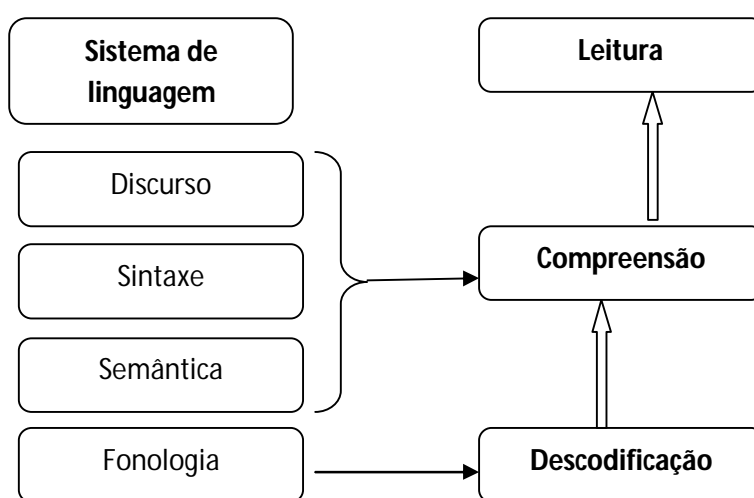 Sistema de
linguagem
Leitura
Discurso
Sintaxe
Compreensão
Semântica
Fonologia
Descodificação